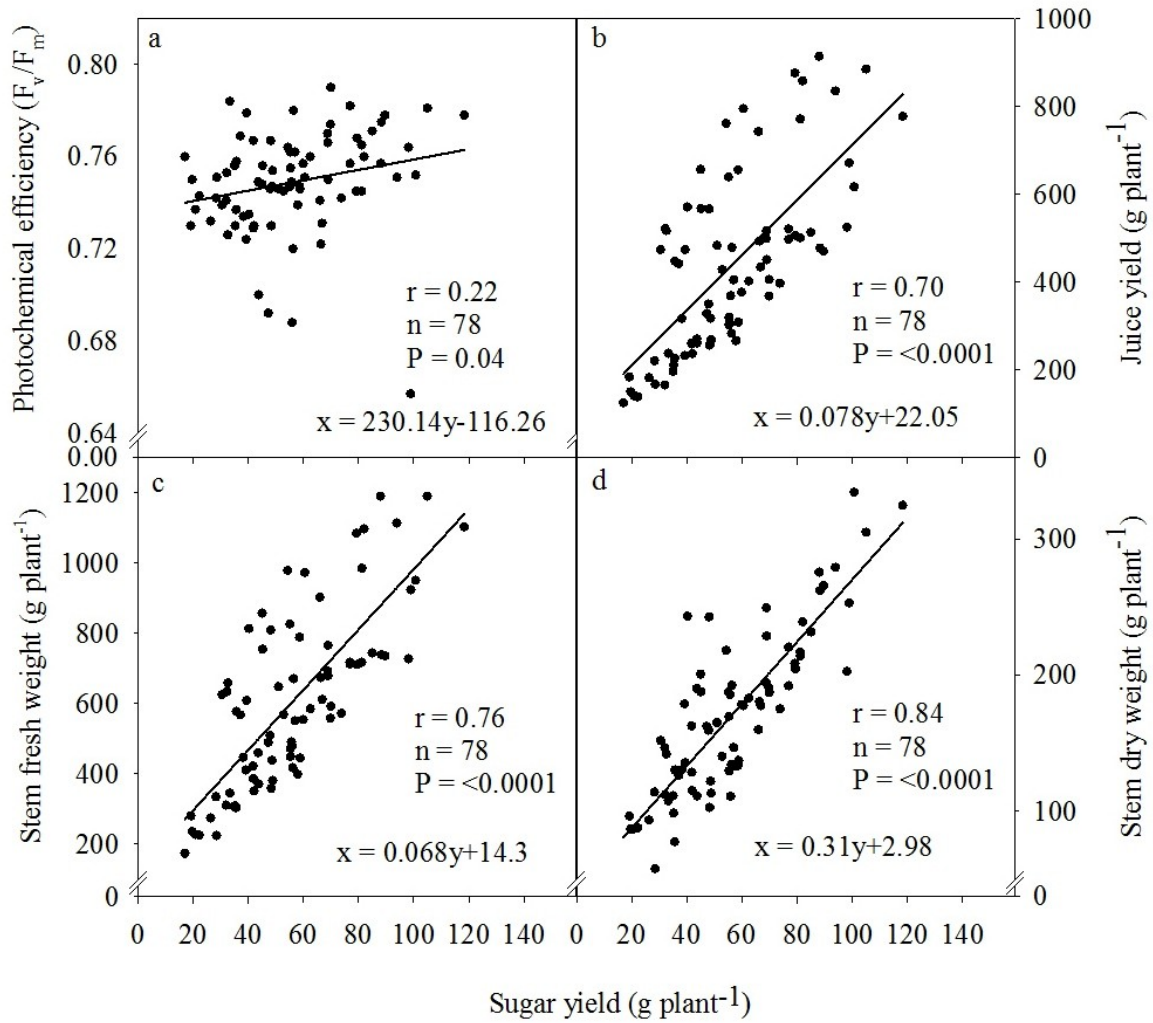 a
Photochemical efficiency (Fv/Fm)
0.80
0.76
0.72
0.68
0.64
0.00
r = 0.22
n = 78
P = 0.04
x = 230.14y-116.26
b
Juice yield (g plant-1)
1000
800
600
400
200
0
r = 0.70
n = 78
P = <0.0001
x = 0.078y+22.05
c
Stem fresh weight (g plant-1)
1200
1000
800
600
400
200
0
r = 0.76
n = 78
P = <0.0001
x = 0.068y+14.3
d
Stem dry weight (g plant-1)
300
200
100
0
r = 0.84
n = 78
P = <0.0001
x = 0.31y+2.98
0 20 40 60 80 100 120 140 0 20 40 60 80 100 120 140
Sugar yield (g plant-1)